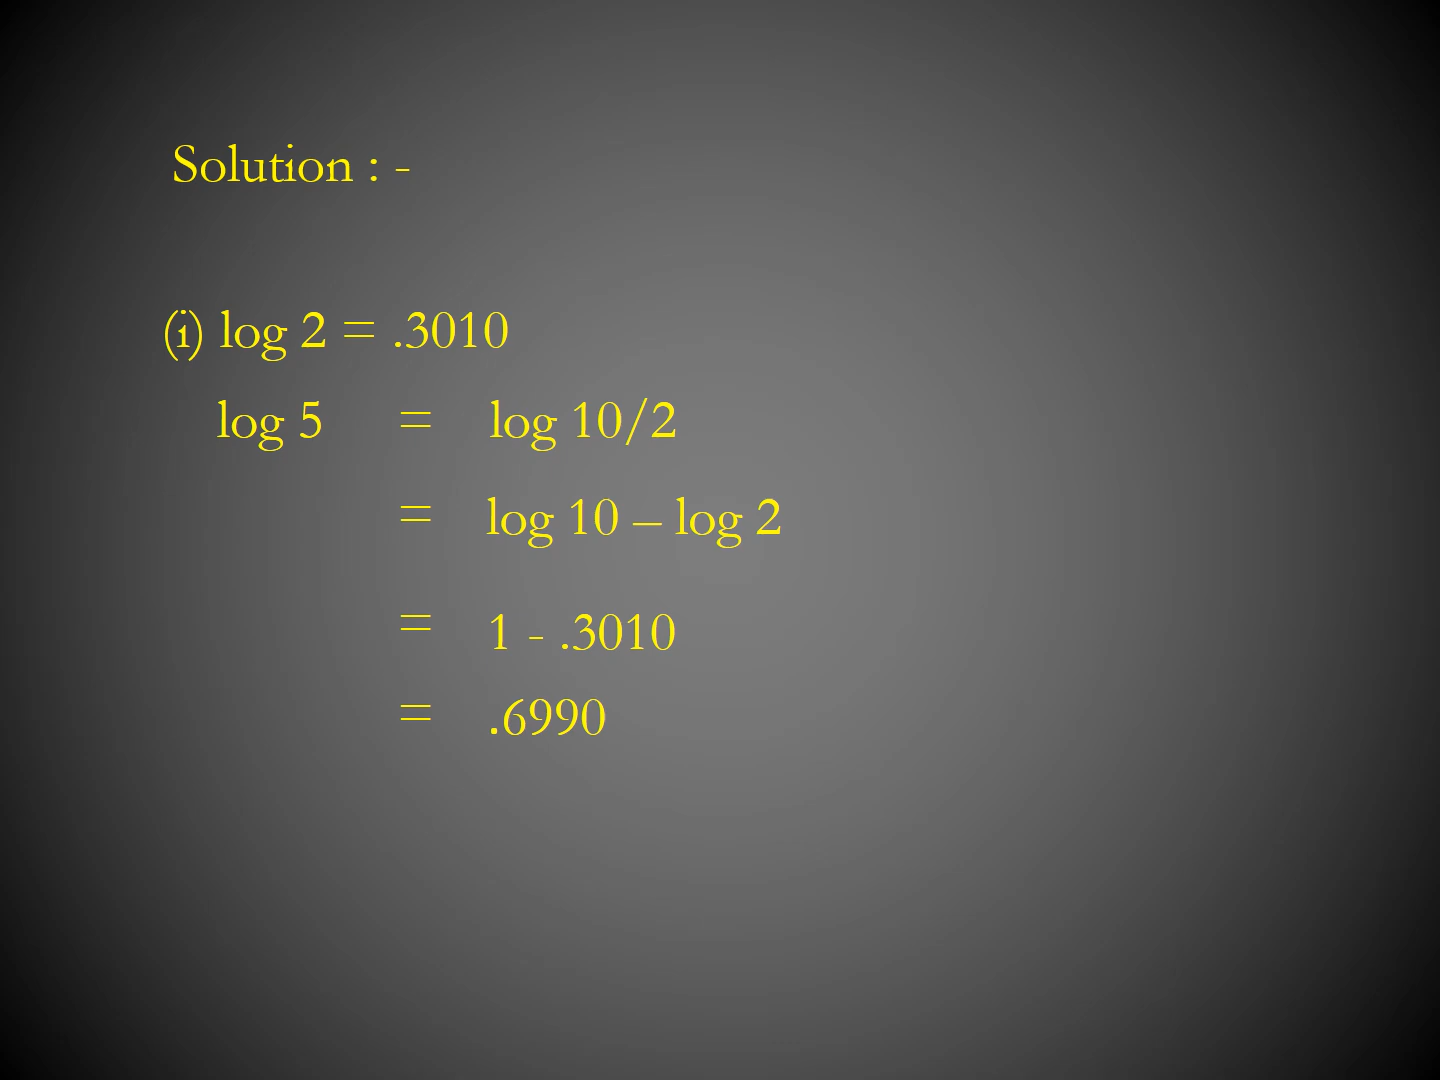 Solution : -
(i) log 2 = .3010
log 5 = log 10/2
= log 10 – log 2
= 1 - .3010
= .6990